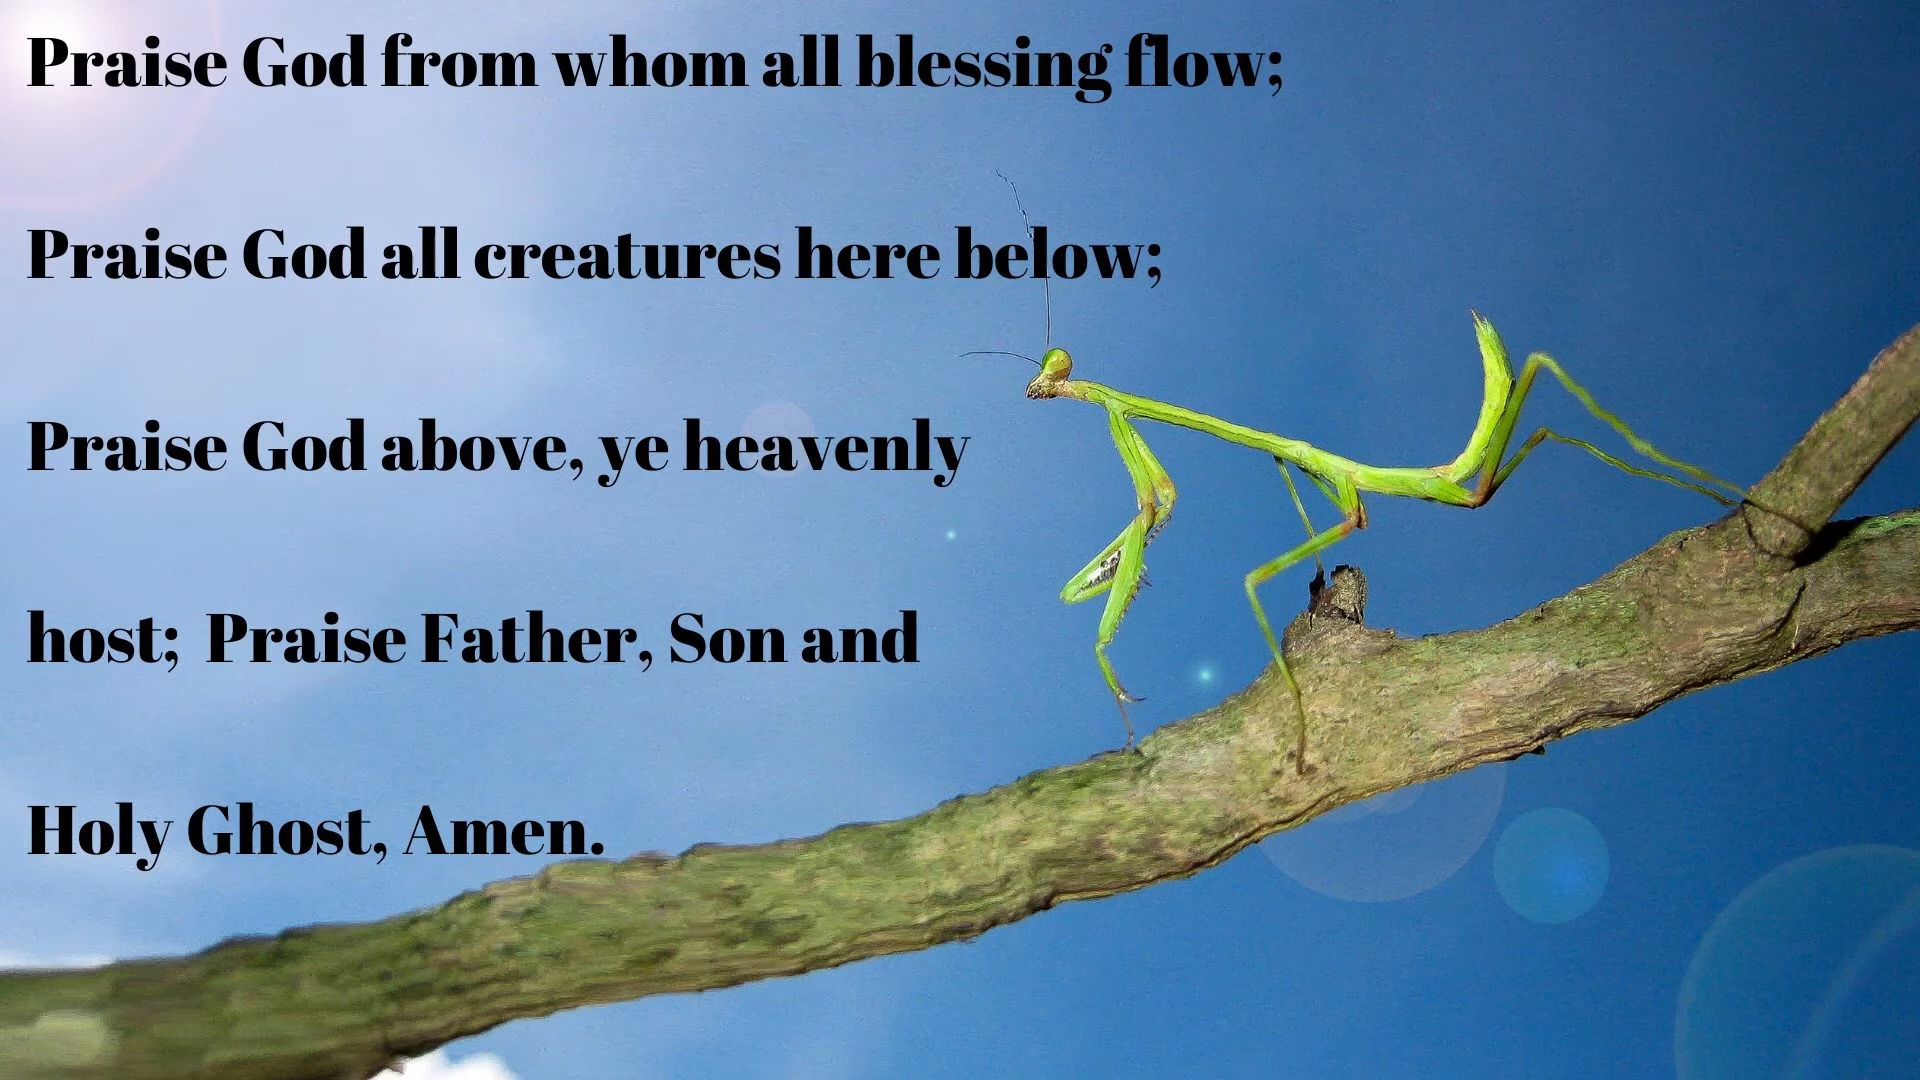 Praise God from whom all blessing flow;
Praise God all creatures here below;
Praise God above, ye heavenly
host;  Praise Father, Son and
Holy Ghost, Amen.